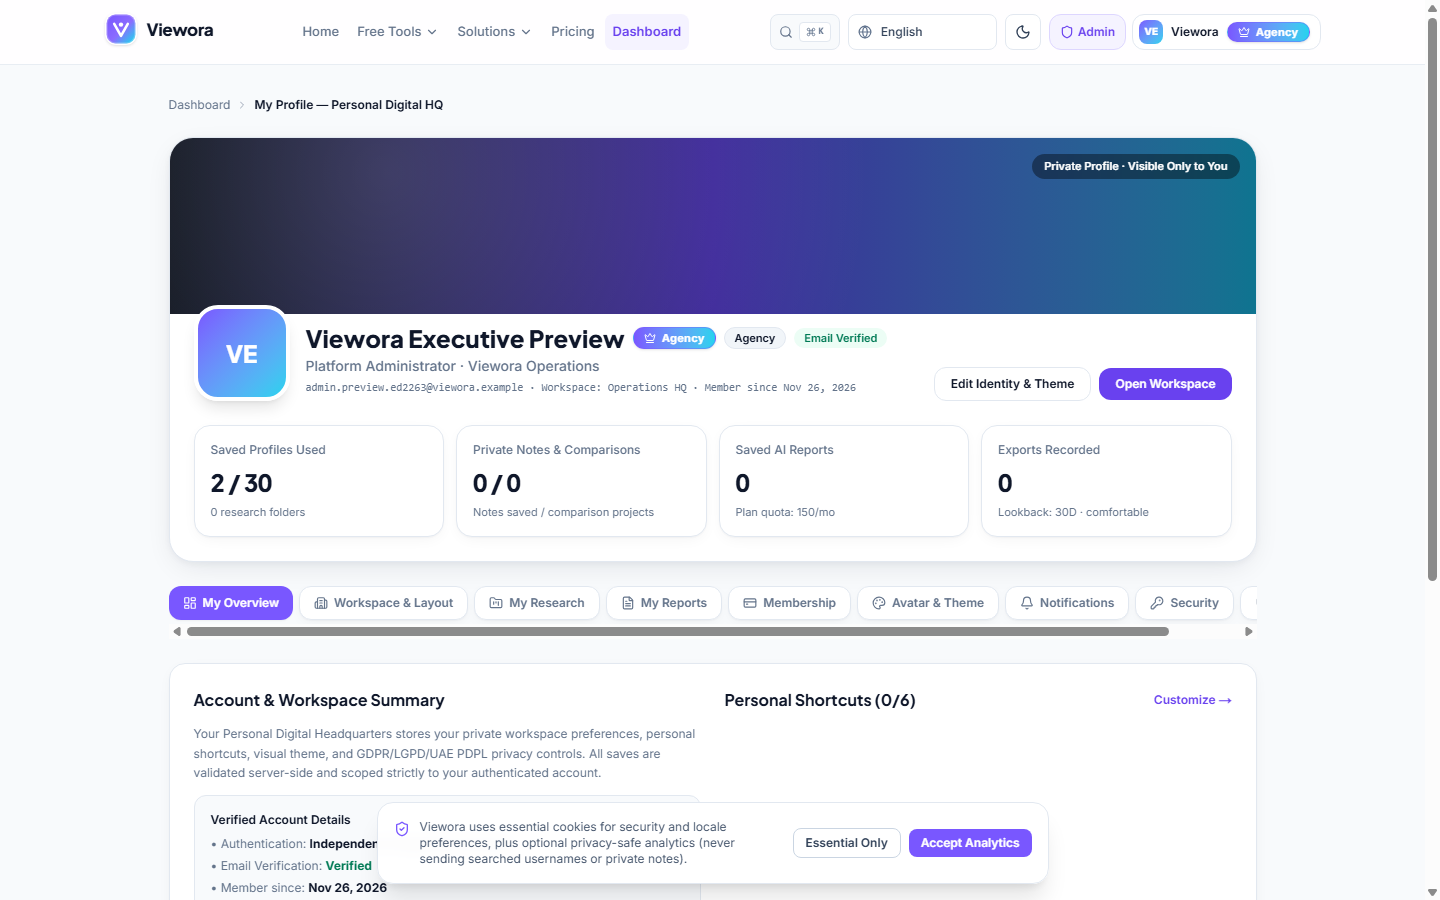 Viewora
Home
Free Tools
Solutions
Pricing
Dashboard
⌘ K
English
Admin
VE
Viewora
Agency
Dashboard
My Profile — Personal Digital HQ
Private Profile · Visible Only to You
VE
Viewora Executive Preview
Agency
Agency
Email Verified
Platform Administrator · Viewora Operations
admin.preview.ed2263@viewora.example · Workspace: Operations HQ · Member since Nov 26, 2026
Edit Identity & Theme
Open Workspace
Saved Profiles Used
2 / 30
0 research folders
Private Notes & Comparisons
0 / 0
Notes saved / comparison projects
Saved AI Reports
0
Plan quota: 150/mo
Exports Recorded
0
Lookback: 30D · comfortable
My Overview
Workspace & Layout
My Research
My Reports
Membership
Avatar & Theme
Notifications
Security
Account & Workspace Summary
Your Personal Digital Headquarters stores your private workspace preferences, personal
shortcuts, visual theme, and GDPR/LGPD/UAE PDPL privacy controls. All saves are
validated server-side and scoped strictly to your authenticated account.
Verified Account Details
• Authentication:
• Email Verification: Verified
• Member since: Nov 26, 2026
Personal Shortcuts (0/6)
Customize →
Viewora uses essential cookies for security and locale
preferences, plus optional privacy-safe analytics (never
sending searched usernames or private notes).
Essential Only
Accept Analytics